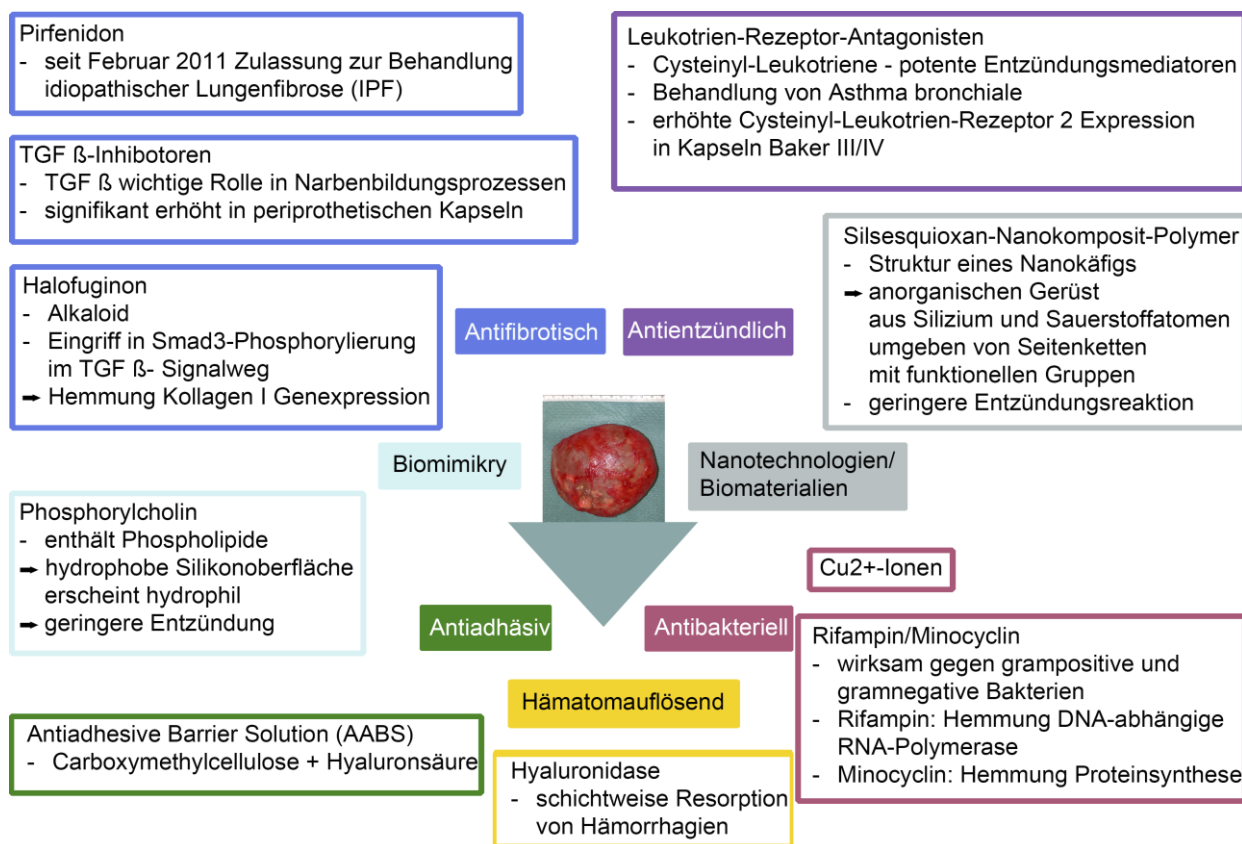 Pirfenidon
- seit Februar 2011 Zulassung zur Behandlung
idiopathischer Lungenfibrose (IPF)
TGF ß-Inhibotoren
- TGF ß wichtige Rolle in Narbenbildungsprozessen
- signifikant erhöht in periprothetischen Kapseln
Halofuginon
- Alkaloid
- Eingriff in Smad3-Phosphorylierung
im TGF ß- Signalweg
➡ Hemmung Kollagen I Genexpression
Leukotrien-Rezeptor-Antagonisten
- Cysteinyl-Leukotriene - potente Entzündungsmediatoren
- Behandlung von Asthma bronchiale
- erhöhte Cysteinyl-Leukotrien-Rezeptor 2 Expression
in Kapseln Baker III/IV
Silsesquioxan-Nanokomposit-Polymer
- Struktur eines Nanokäfigs
➡ anorganischen Gerüst
aus Silizium und Sauerstoffatomen
umgeben von Seitenketten
mit funktionellen Gruppen
- geringere Entzündungsreaktion
Antifibrotisch
Antientzündlich
Biomimikry
Nanotechnologien/
Biomaterialien
Phosphorylcholin
- enthält Phospholipide
➡ hydrophobe Silikonoberfläche
erscheint hydrophil
➡ geringere Entzündung
Cu2+-Ionen
Antiadhäsiv
Antibakteriell
Rifampin/Minocyclin
- wirksam gegen grampositive und
gramnegative Bakterien
- Rifampin: Hemmung DNA-abhängige
RNA-Polymerase
- Minocyclin: Hemmung Proteinsynthese
Hämatomauflösend
Antiadhesive Barrier Solution (AABS)
- Carboxymethylcellulose + Hyaluronsäure
Hyaluronidase
- schichtweise Resorption
von Hämorrhagien